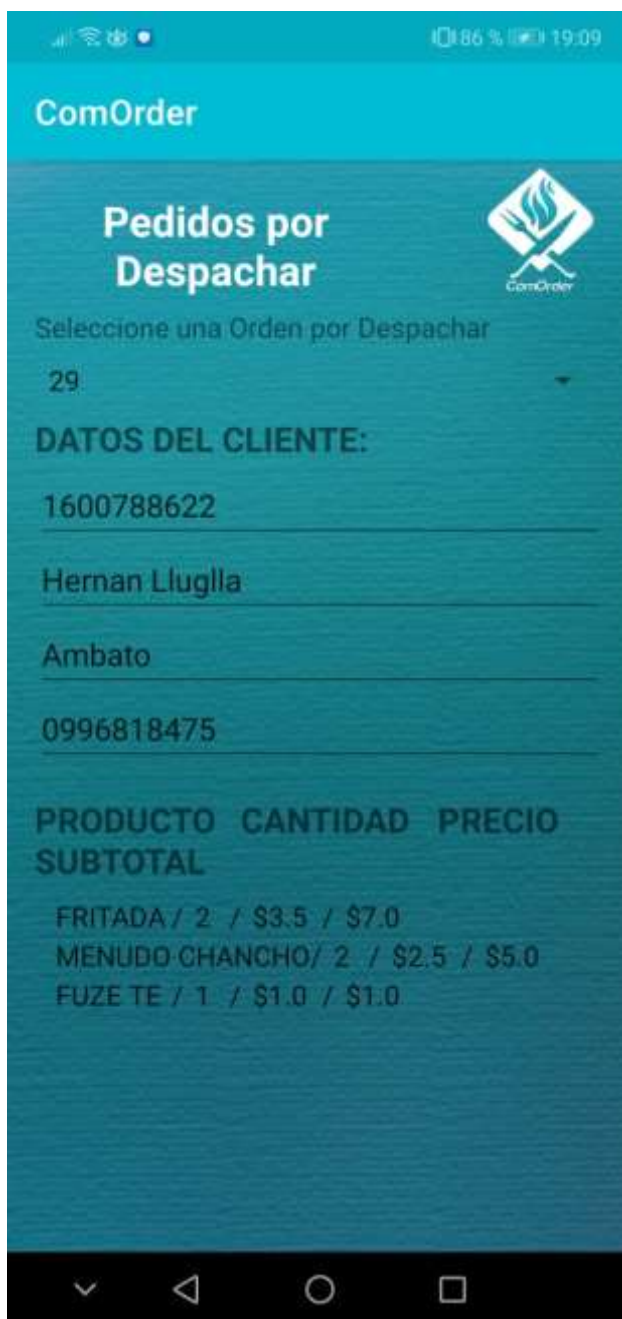 86 % 19:09
ComOrder
Pedidos por
Despachar
ComOrder
Seleccione una Orden por Despachar
29
DATOS DEL CLIENTE:
1600788622
Hernan Lluglla
Ambato
0996818475
PRODUCTO CANTIDAD PRECIO
SUBTOTAL
FRITADA / 2 / $3.5 / $7.0
MENUDO CHANCHO/ 2 / $2.5 / $5.0
FUZE TE / 1 / $1.0 / $1.0